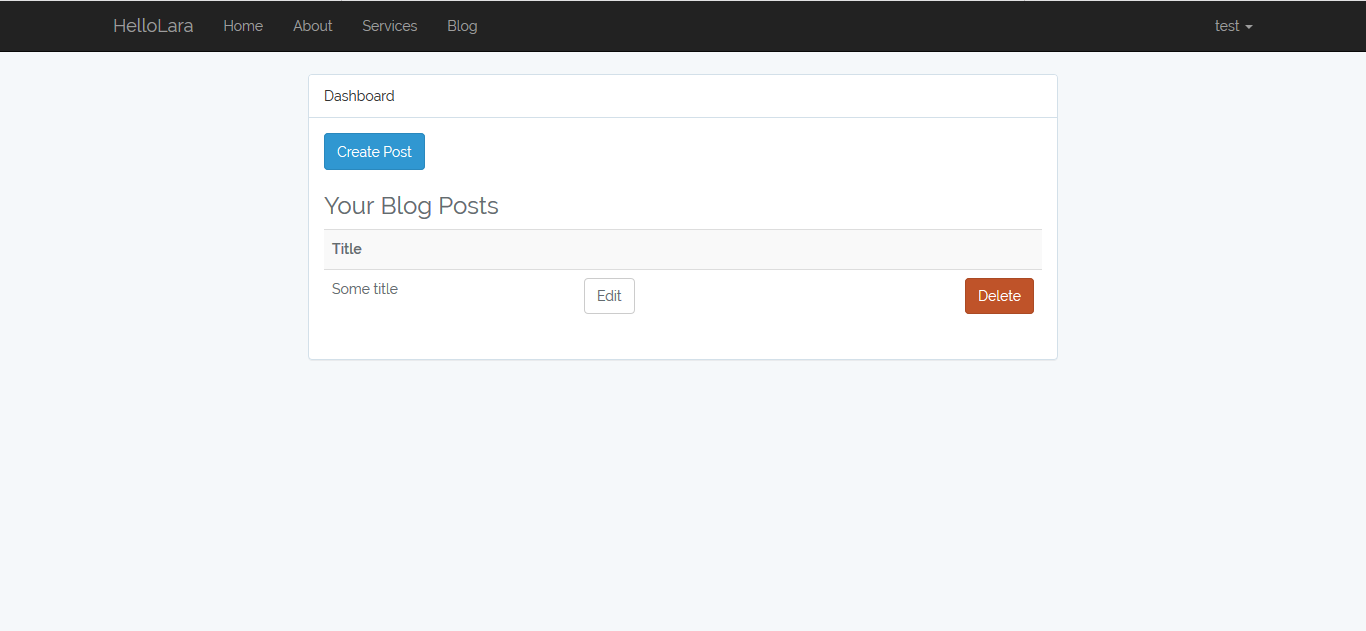 HelloLara Home About Services Blog test
Dashboard
Create Post
Your Blog Posts
Title
Some title Edit Delete